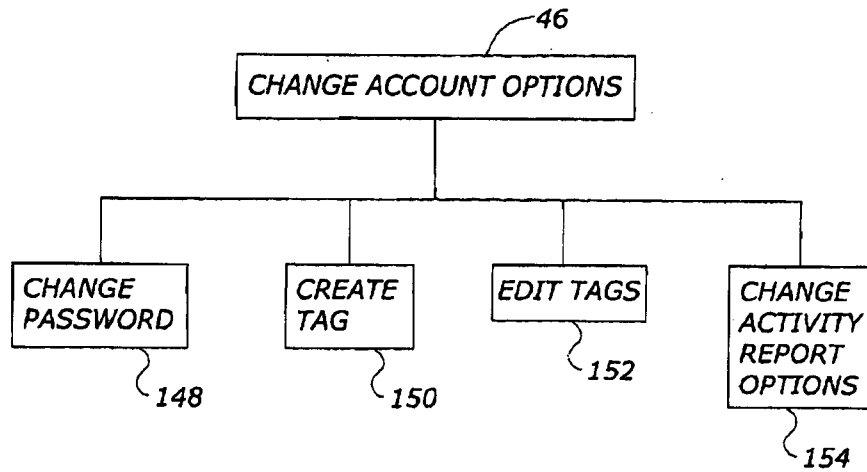 46
CHANGE ACCOUNT OPTIONS
CHANGE
PASSWORD
148
CREATE
TAG
150
EDIT TAGS
152
CHANGE
ACTIVITY
REPORT
OPTIONS
154